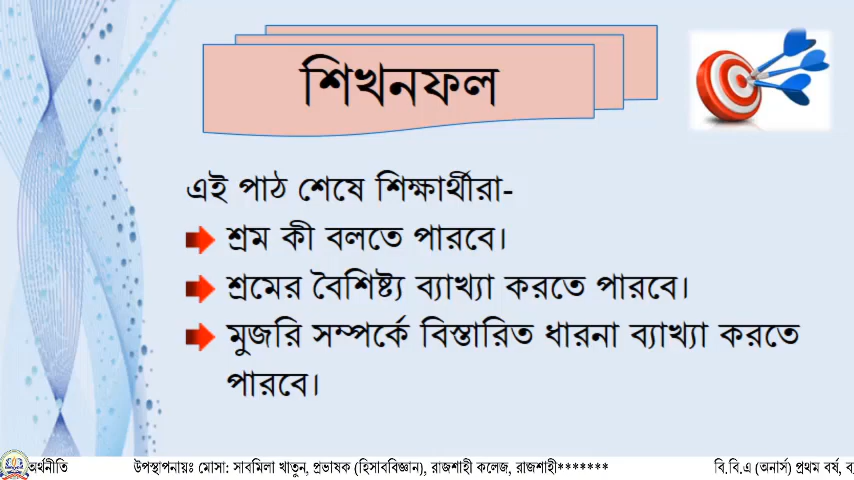 শিখনফল
এই পাঠ শেষে শিক্ষার্থীরা-
শ্রম কী বলতে পারবে।
শ্রমের বৈশিষ্ট্য ব্যাখ্যা করতে পারবে।
মুজরি সম্পর্কে বিস্তারিত ধারনা ব্যাখ্যা করতে
পারবে।
অর্থনীতি উপস্থাপনায়ঃ মোসা: সাবমিলা খাতুন, প্রভাষক (হিসাববিজ্ঞান), রাজশাহী কলেজ, রাজশাহী******* বি.বি.এ (অনার্স) প্রথম বর্ষ,